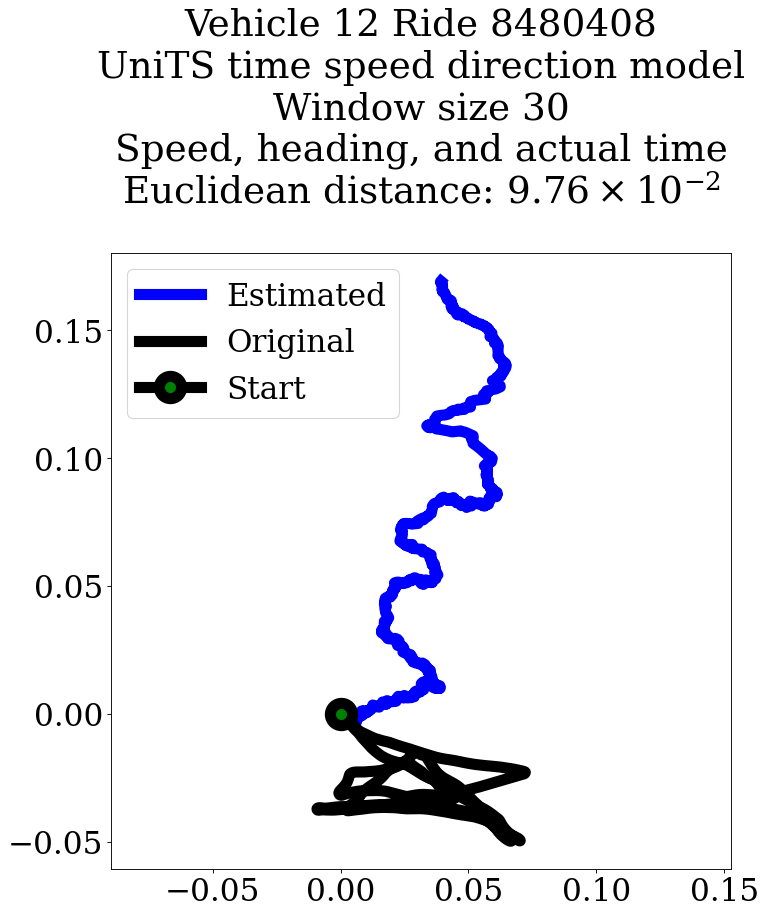 Vehicle 12 Ride 8480408
UniTS time speed direction model
Window size 30
Speed, heading, and actual time
Euclidean distance: 9.76 × 10⁻²
Estimated
Original
Start
0.15
0.10
0.05
0.00
−0.05
−0.05 0.00 0.05 0.10 0.15